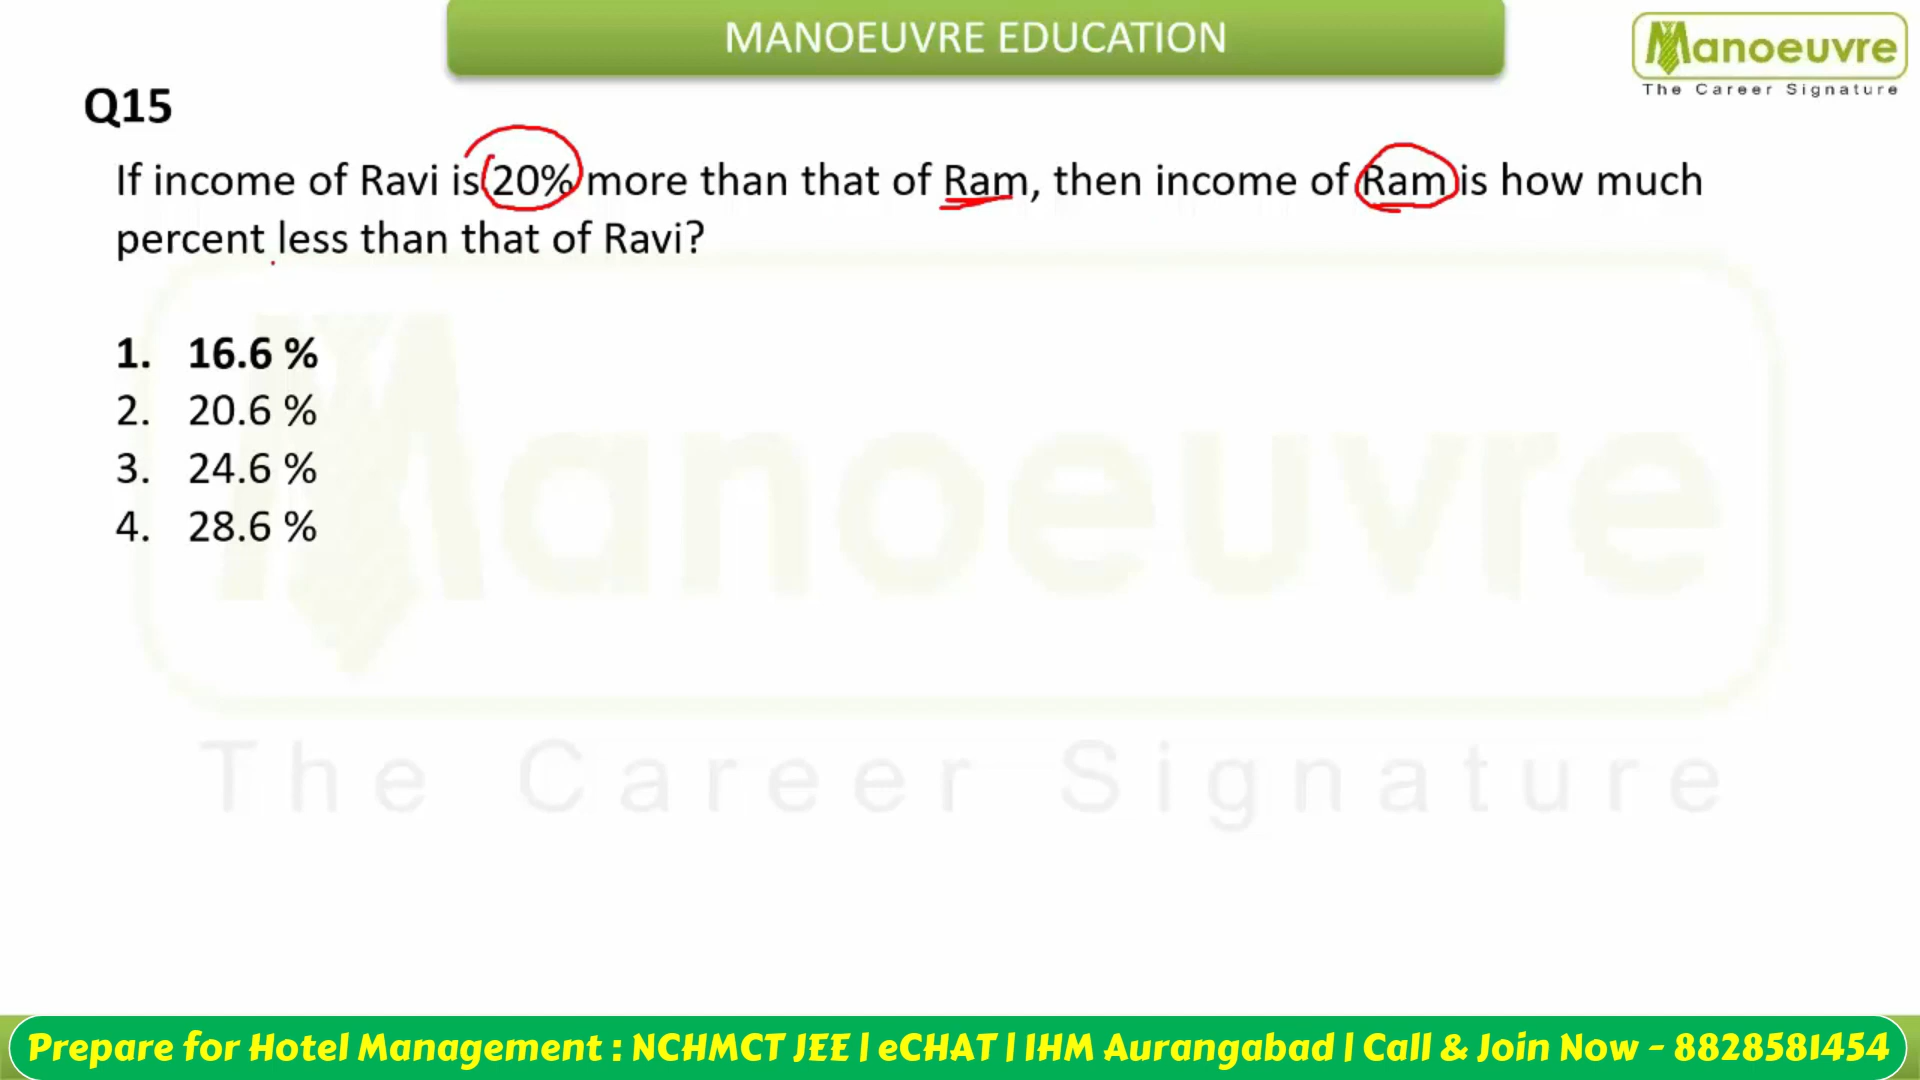 MANOEUVRE EDUCATION
Manoeuvre
The Career Signature
Q15
If income of Ravi is 20% more than that of Ram, then income of Ram is how much
percent less than that of Ravi?
1. 16.6 %
2. 20.6 %
3. 24.6 %
4. 28.6 %
Manoeuvre
The Career Signature
Prepare for Hotel Management : NCHMCT JEE | eCHAT | IHM Aurangabad | Call & Join Now - 8828581454